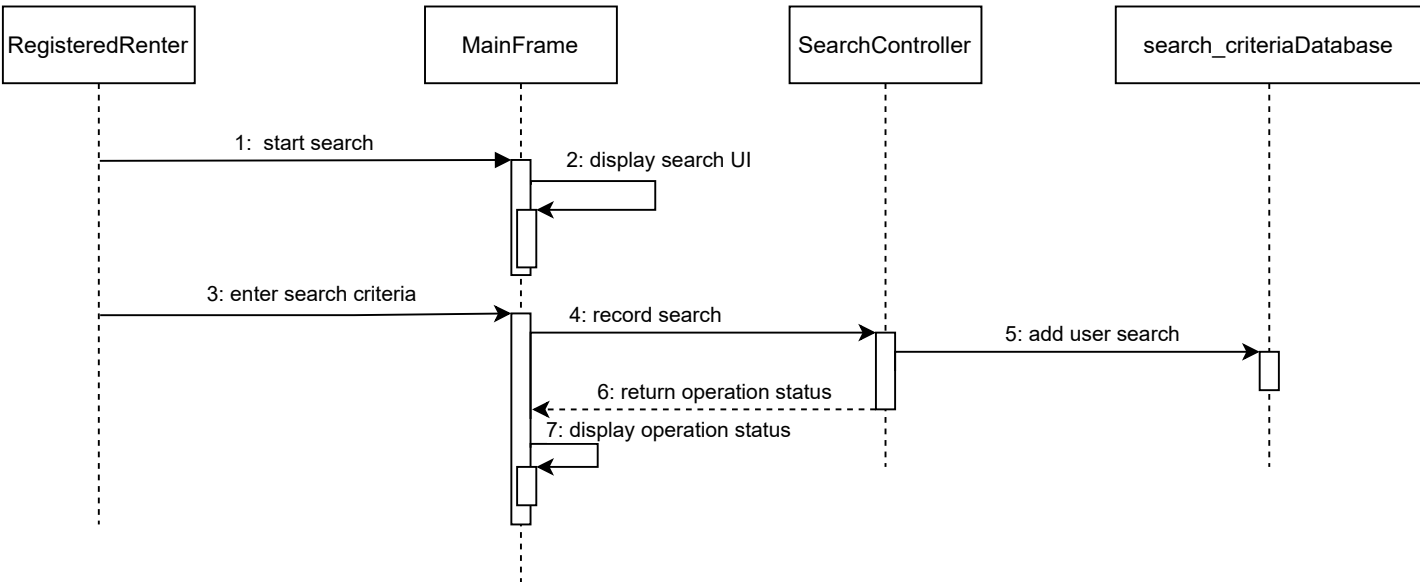 RegisteredRenter
MainFrame
SearchController
search_criteriaDatabase
1: start search
2: display search UI
3: enter search criteria
4: record search
5: add user search
6: return operation status
7: display operation status